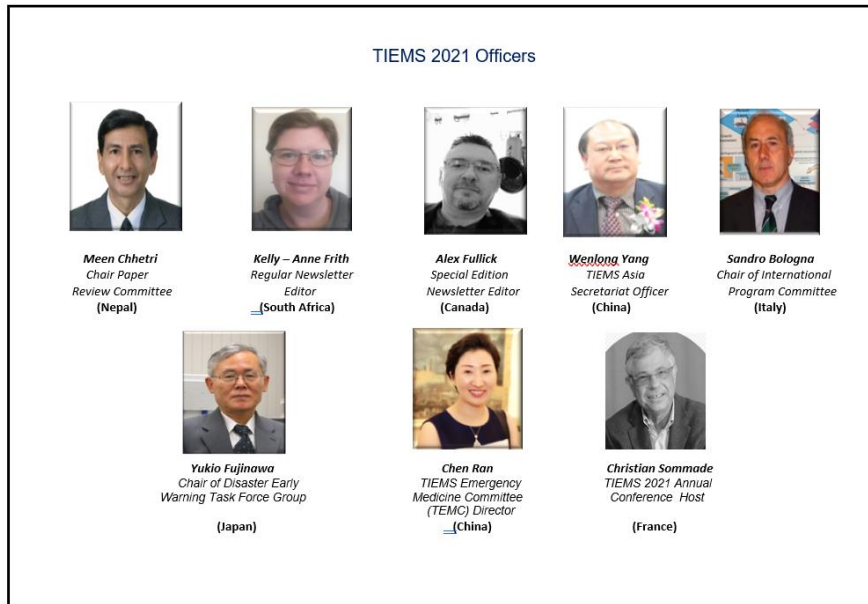 TIEMS 2021 Officers
Meen Chhetri
Chair Paper
Review Committee
(Nepal)
Kelly – Anne Frith
Regular Newsletter
Editor
(South Africa)
Alex Fullick
Special Edition
Newsletter Editor
(Canada)
Wenlong Yang
TIEMS Asia
Secretariat Officer
(China)
Sandro Bologna
Chair of International
Program Committee
(Italy)
Yukio Fujinawa
Chair of Disaster Early
Warning Task Force Group
(Japan)
Chen Ran
TIEMS Emergency
Medicine Committee
(TEMC) Director
(China)
Christian Sommade
TIEMS 2021 Annual
Conference Host
(France)